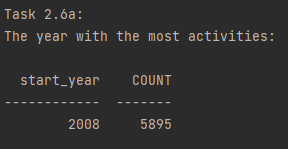 Task 2.6a:
The year with the most activities:
start_year    COUNT
------------  -------
2008     5895